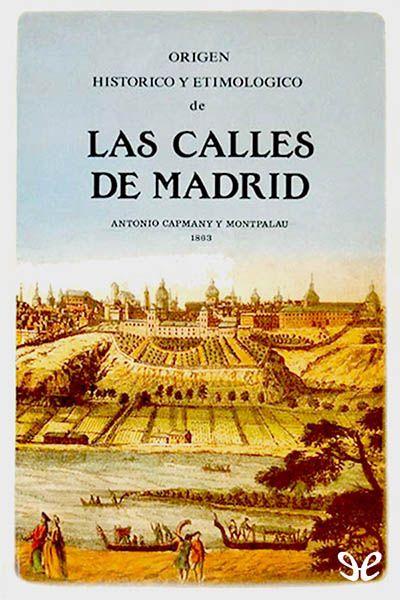 ORIGEN
HISTORICO Y ETIMOLOGICO
de
LAS CALLES
DE MADRID
ANTONIO CAPMANY Y MONTPALAU
1863